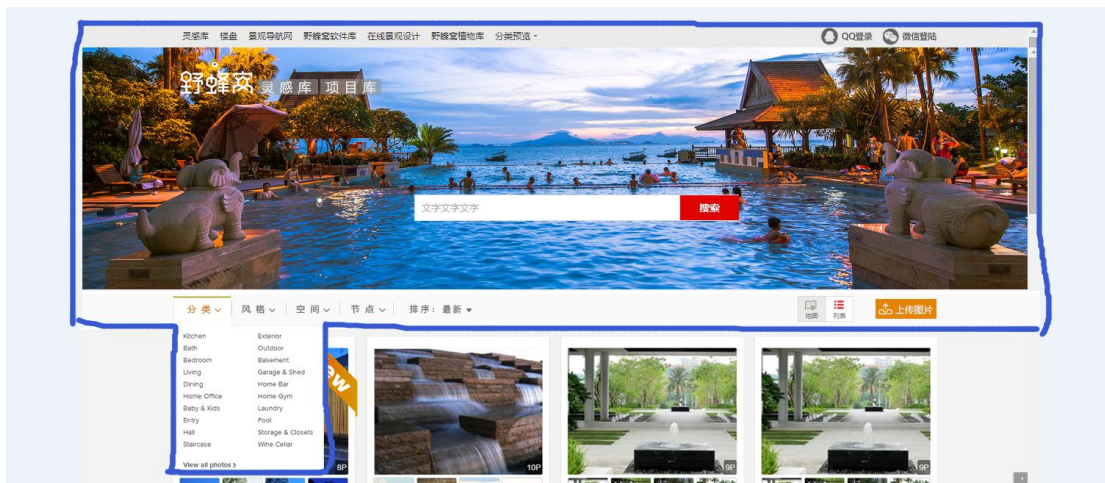 灵感库 楼盘 景观导航网 野蜂窝软件库 在线景观设计 野蜂窝植物库 分类预览
QQ登录 微信登陆
野蜂窝 灵感库 项目库
文字文字文字 搜索
分类 风格 空间 节点 排序：最新
地图 列表 上传图片
Kitchen Exterior
Bath Outdoor
Bedroom Basement
Living Garage & Shed
Dining Home Bar
Home Office Home Gym
Baby & Kids Laundry
Entry Pool
Hall Storage & Closets
Staircase Wine Cellar
View all photos >
8P 10P 9P 9P